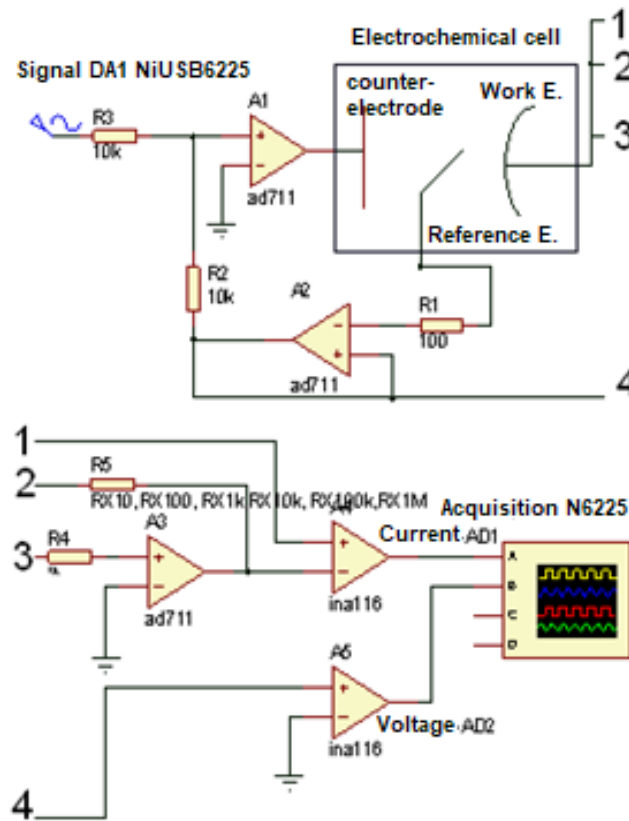 1
Electrochemical cell
2
Signal DA1 NiUSB6225
counter-
electrode
Work E.
A1
R3
10k
3
+
-
ad711
Reference E.
R2
10k
A2
R1
-
100
+
ad711
4
1
R5
2
RX10, RX100, RX1k RX10k, RX100k,RX1M
Acquisition N6225
A3
Current AD1
R4
3
+
-
+
-
A
B
C
D
ad711
ina116
A5
+
-
Voltage AD2
ina116
4